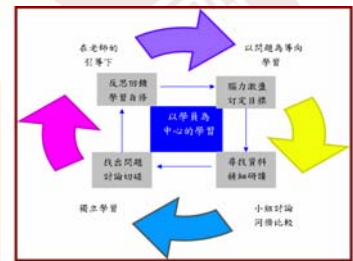 在老師的
引導下
以問題為導向
學習
反思回饋
學習自務
腦力激盪
訂定目標
以學員為
中心的學習
找出問題
討論切磋
尋找資料
精細研讀
獨立學習
小組討論
同儕比較